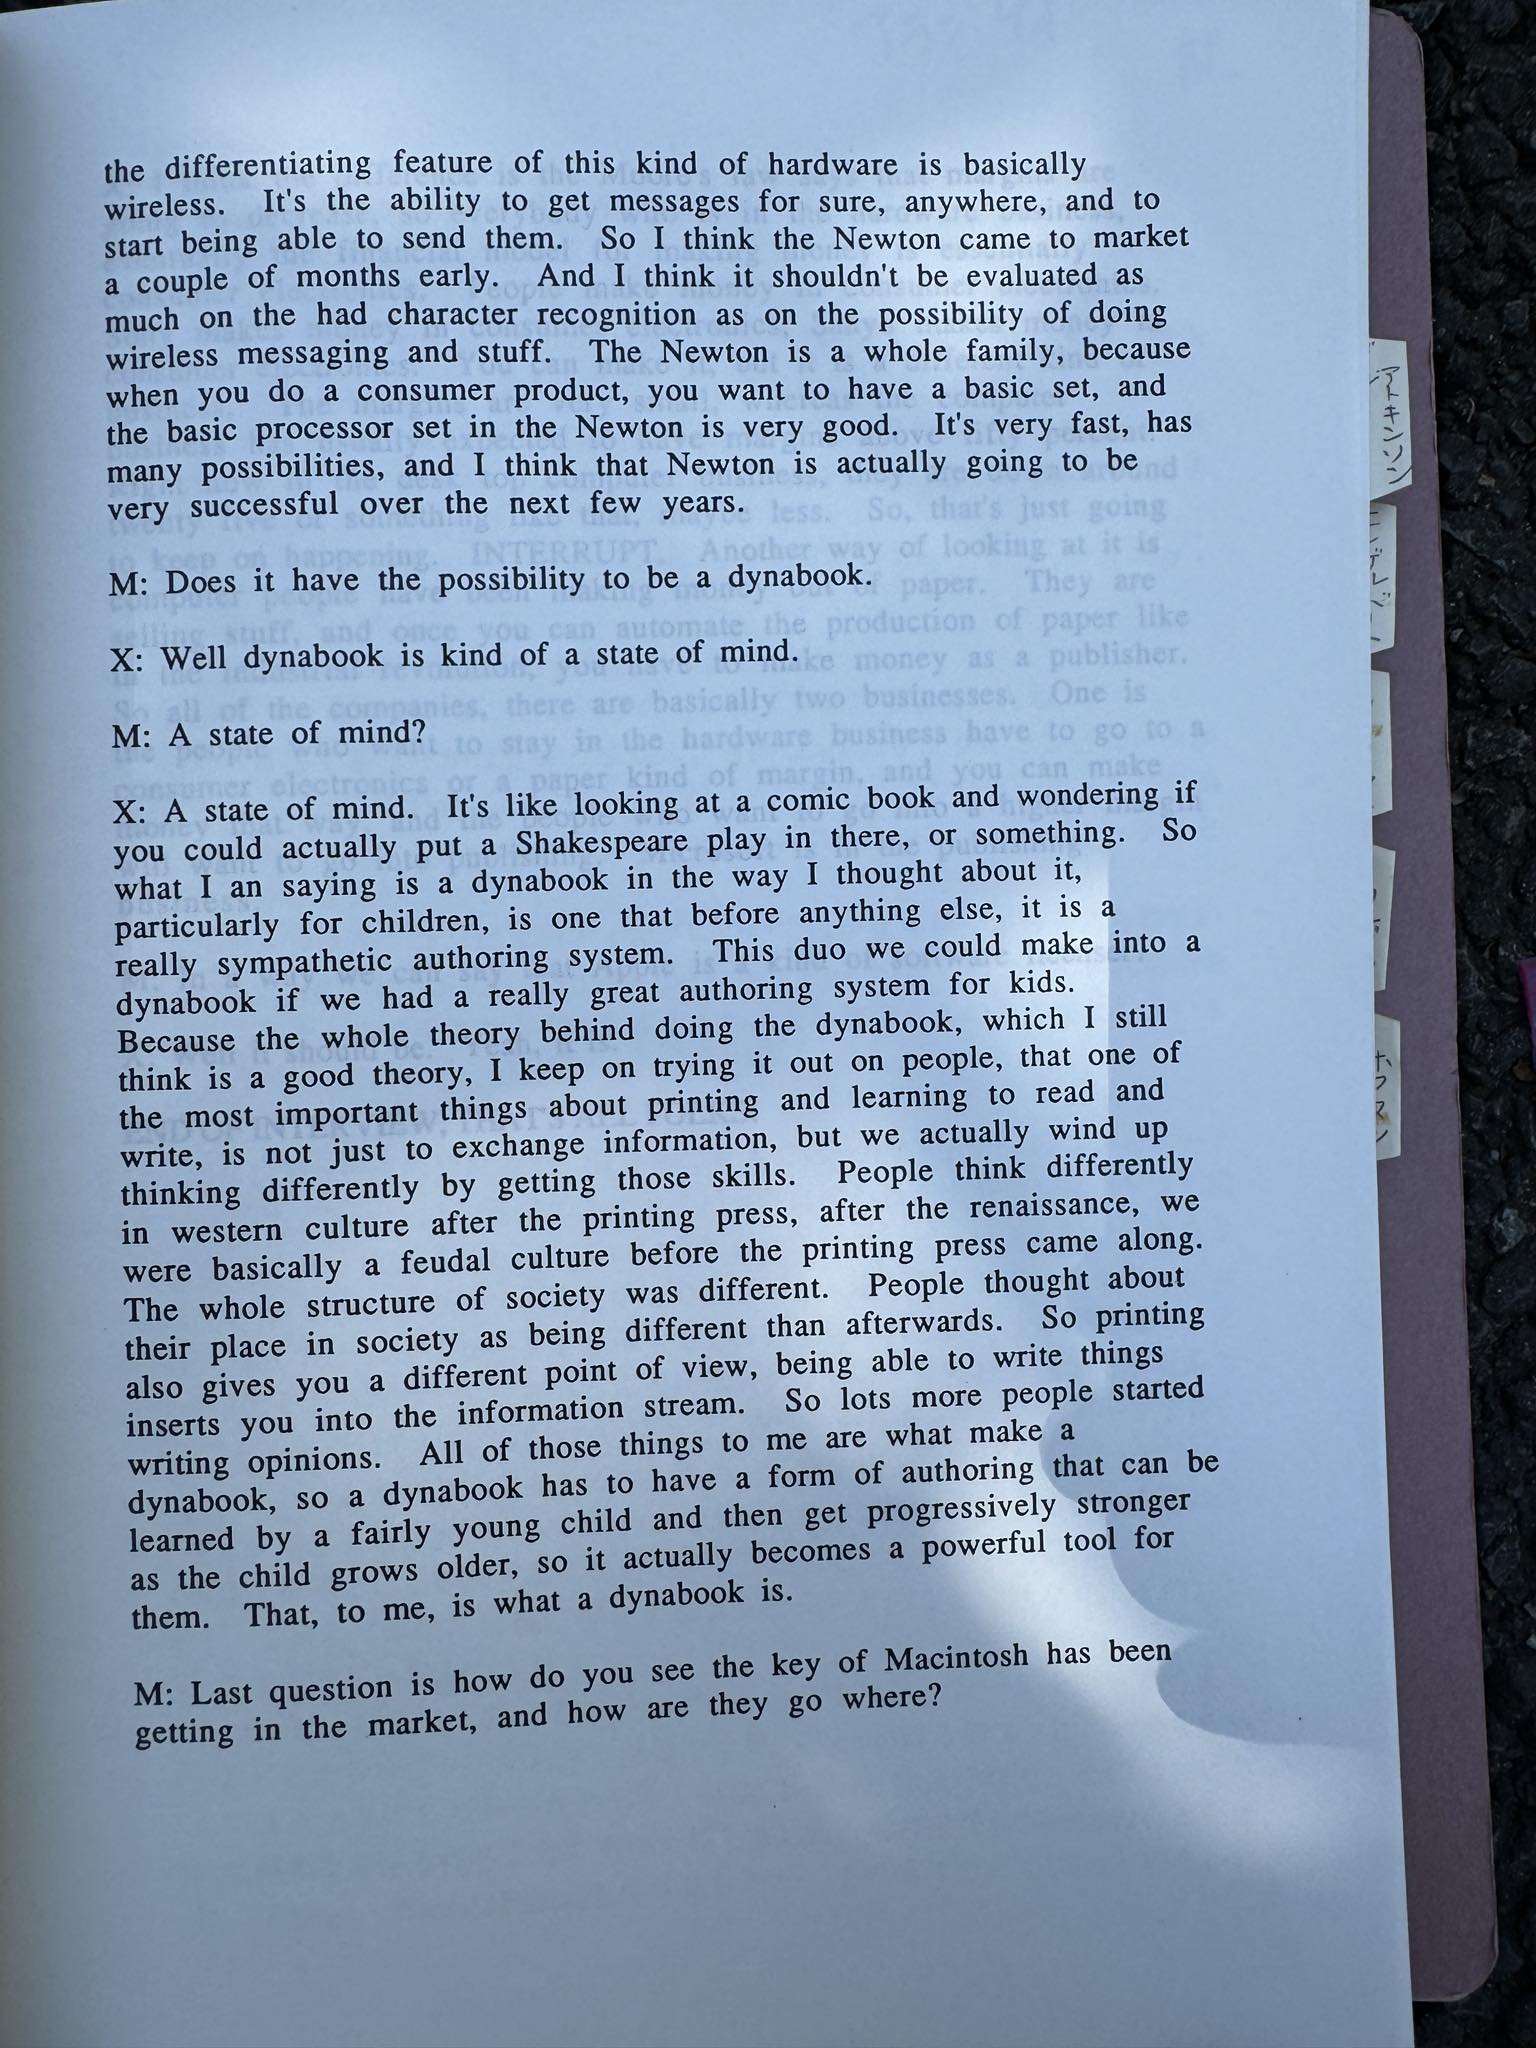 the differentiating feature of this kind of hardware is basically
wireless. It's the ability to get messages for sure, anywhere, and to
start being able to send them. So I think the Newton came to market
a couple of months early. And I think it shouldn't be evaluated as
much on the had character recognition as on the possibility of doing
wireless messaging and stuff. The Newton is a whole family, because
when you do a consumer product, you want to have a basic set, and
the basic processor set in the Newton is very good. It's very fast, has
many possibilities, and I think that Newton is actually going to be
very successful over the next few years.
M: Does it have the possibility to be a dynabook.
X: Well dynabook is kind of a state of mind.
M: A state of mind?
X: A state of mind. It's like looking at a comic book and wondering if
you could actually put a Shakespeare play in there, or something. So
what I an saying is a dynabook in the way I thought about it,
particularly for children, is one that before anything else, it is a
really sympathetic authoring system. This duo we could make into a
dynabook if we had a really great authoring system for kids.
Because the whole theory behind doing the dynabook, which I still
think is a good theory, I keep on trying it out on people, that one of
the most important things about printing and learning to read and
write, is not just to exchange information, but we actually wind up
thinking differently by getting those skills. People think differently
in western culture after the printing press, after the renaissance, we
were basically a feudal culture before the printing press came along.
The whole structure of society was different. People thought about
their place in society as being different than afterwards. So printing
also gives you a different point of view, being able to write things
inserts you into the information stream. So lots more people started
writing opinions. All of those things to me are what make a
dynabook, so a dynabook has to have a form of authoring that can be
learned by a fairly young child and then get progressively stronger
as the child grows older, so it actually becomes a powerful tool for
them. That, to me, is what a dynabook is.
M: Last question is how do you see the key of Macintosh has been
getting in the market, and how are they go where?